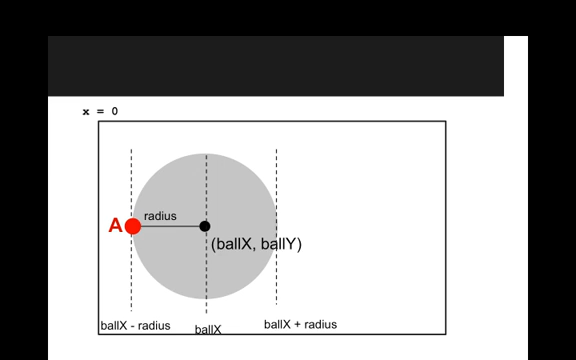 x = 0
radius
A
(ballX, ballY)
ballX - radius
ballX
ballX + radius